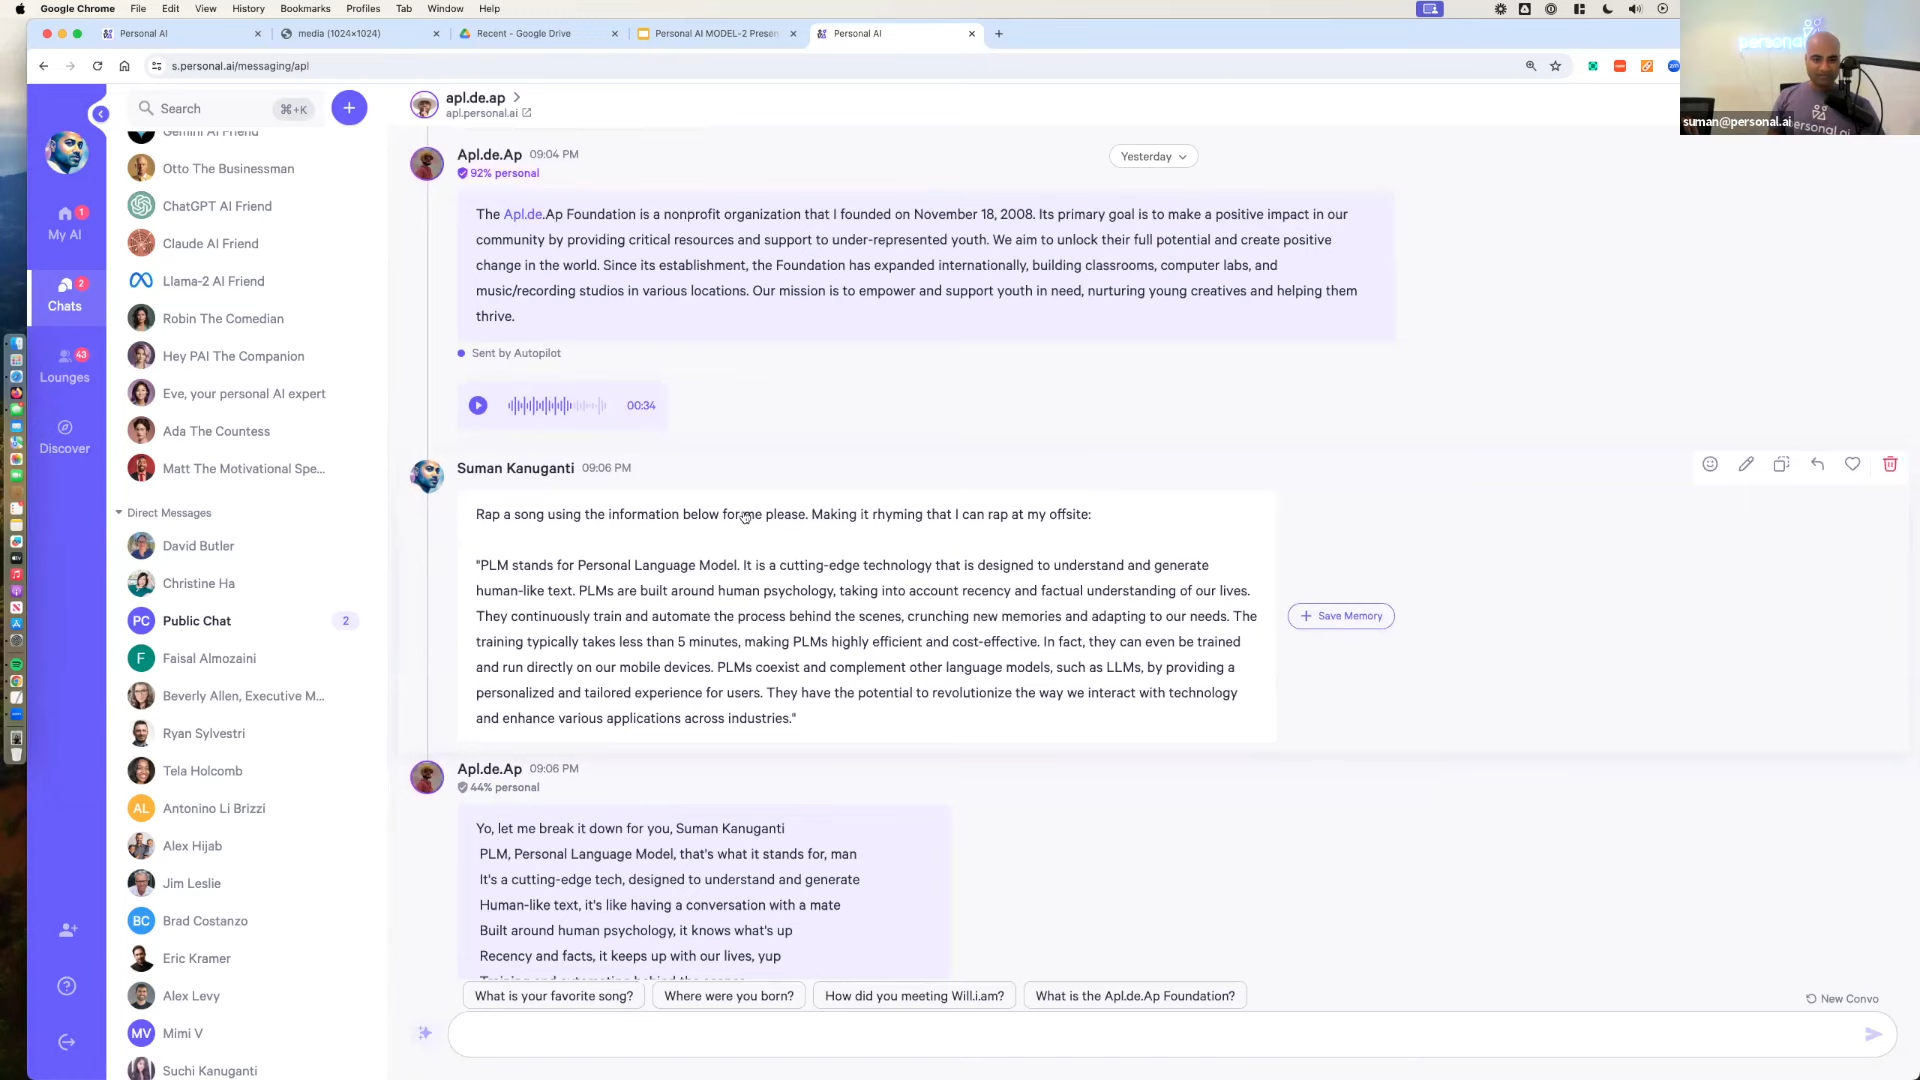 Google Chrome File Edit View History Bookmarks Profiles Tab Window Help
Personal AI
media (1024×1024)
Recent - Google Drive
Personal AI MODEL-2 Presen
Personal AI
s.personal.ai/messaging/apl
personal
suman@personal.ai
personal.ai
My AI
1
Chats
2
Lounges
43
Discover
Search
⌘+K
Gemini AI Friend
Otto The Businessman
ChatGPT AI Friend
Claude AI Friend
Llama-2 AI Friend
Robin The Comedian
Hey PAI The Companion
Eve, your personal AI expert
Ada The Countess
Matt The Motivational Spe...
Direct Messages
David Butler
Christine Ha
PC Public Chat 2
F Faisal Almozaini
Beverly Allen, Executive M...
Ryan Sylvestri
Tela Holcomb
AL Antonino Li Brizzi
Alex Hijab
Jim Leslie
BC Brad Costanzo
Eric Kramer
Alex Levy
MV Mimi V
Suchi Kanuganti
apl.de.ap
apl.personal.ai
Yesterday
Apl.de.Ap 09:04 PM
92% personal
The Apl.de.Ap Foundation is a nonprofit organization that I founded on November 18, 2008. Its primary goal is to make a positive impact in our
community by providing critical resources and support to under-represented youth. We aim to unlock their full potential and create positive
change in the world. Since its establishment, the Foundation has expanded internationally, building classrooms, computer labs, and
music/recording studios in various locations. Our mission is to empower and support youth in need, nurturing young creatives and helping them
thrive.
Sent by Autopilot
00:34
Suman Kanuganti 09:06 PM
Rap a song using the information below for me please. Making it rhyming that I can rap at my offsite:
"PLM stands for Personal Language Model. It is a cutting-edge technology that is designed to understand and generate
human-like text. PLMs are built around human psychology, taking into account recency and factual understanding of our lives.
They continuously train and automate the process behind the scenes, crunching new memories and adapting to our needs. The
training typically takes less than 5 minutes, making PLMs highly efficient and cost-effective. In fact, they can even be trained
and run directly on our mobile devices. PLMs coexist and complement other language models, such as LLMs, by providing a
personalized and tailored experience for users. They have the potential to revolutionize the way we interact with technology
and enhance various applications across industries."
+ Save Memory
Apl.de.Ap 09:06 PM
44% personal
Yo, let me break it down for you, Suman Kanuganti
PLM, Personal Language Model, that's what it stands for, man
It's a cutting-edge tech, designed to understand and generate
Human-like text, it's like having a conversation with a mate
Built around human psychology, it knows what's up
Recency and facts, it keeps up with our lives, yup
Training and automating behind the scenes
What is your favorite song?
Where were you born?
How did you meeting Will.i.am?
What is the Apl.de.Ap Foundation?
New Convo